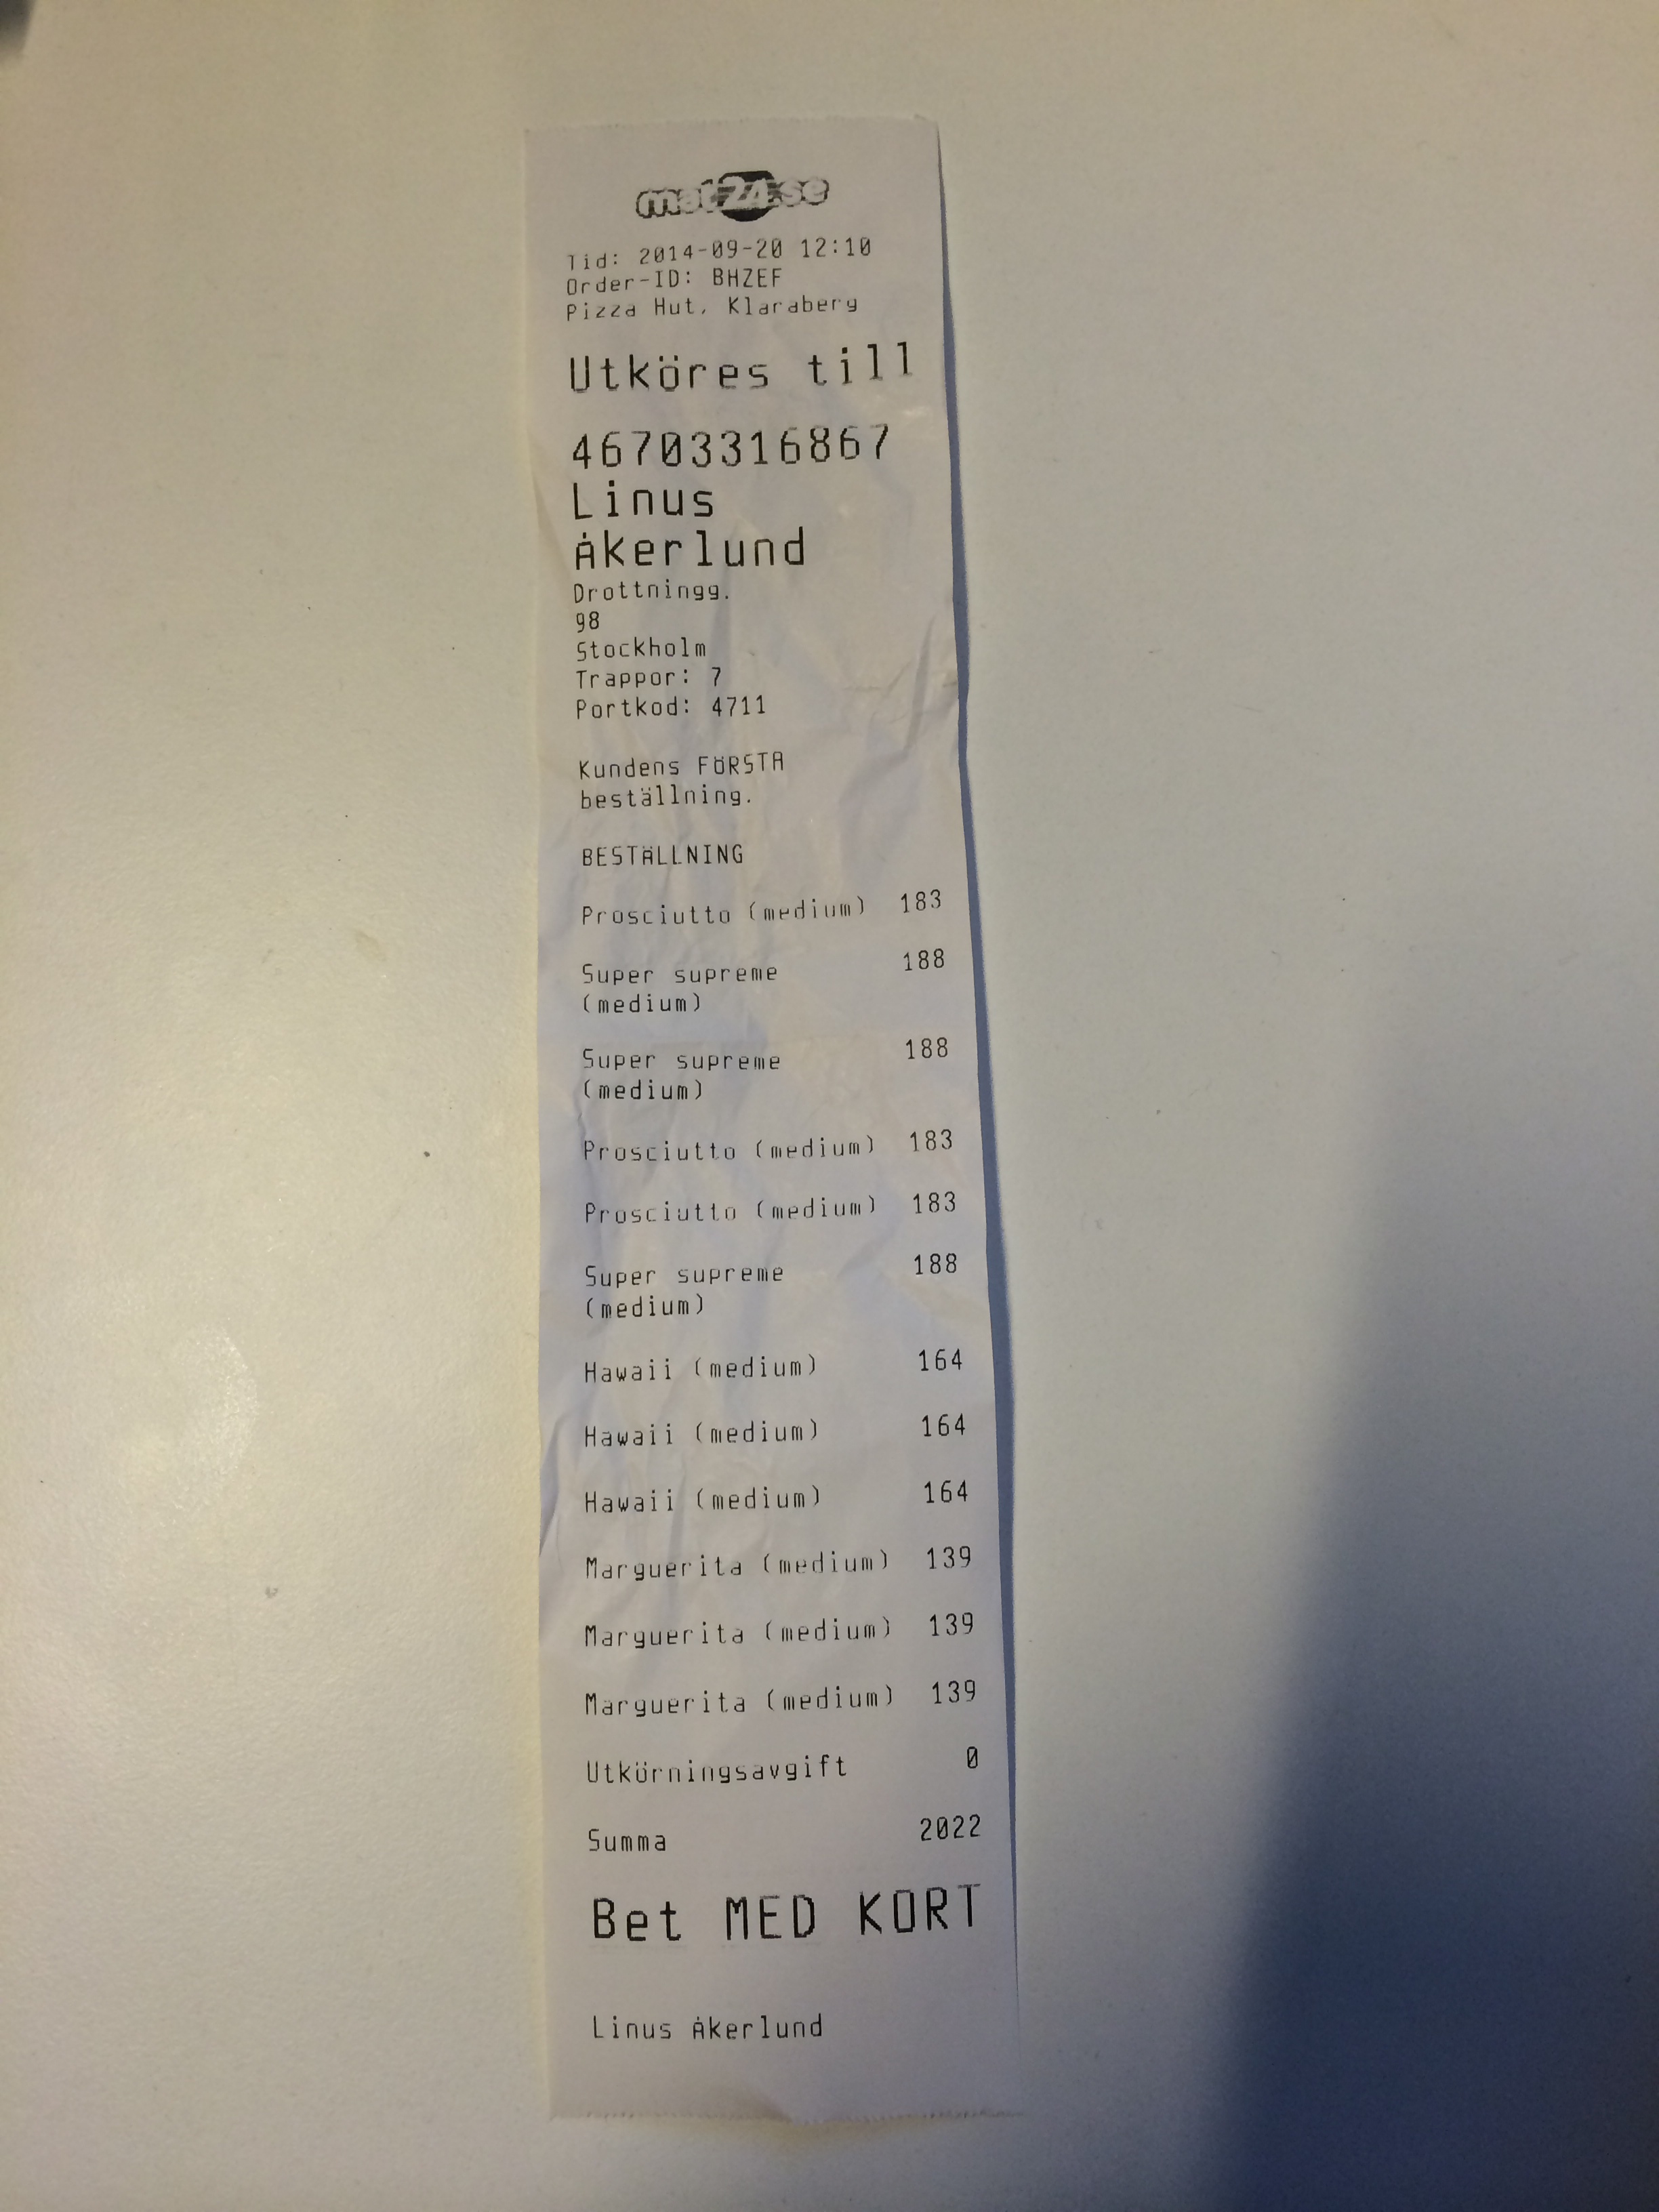 mat24.se
Tid: 2014-09-20 12:10
Order-ID: BHZEF
Pizza Hut, Klaraberg
Utköres till
46703316867
Linus
Åkerlund
Drottningg.
98
Stockholm
Trappor: 7
Portkod: 4711
Kundens FÖRSTA
beställning.
BESTÄLLNING
Prosciutto (medium) 183
Super supreme 188
(medium)
Super supreme 188
(medium)
Prosciutto (medium) 183
Prosciutto (medium) 183
Super supreme 188
(medium)
Hawaii (medium) 164
Hawaii (medium) 164
Hawaii (medium) 164
Marguerita (medium) 139
Marguerita (medium) 139
Marguerita (medium) 139
Utkörningsavgift 0
Summa 2022
Bet MED KORT
Linus Åkerlund